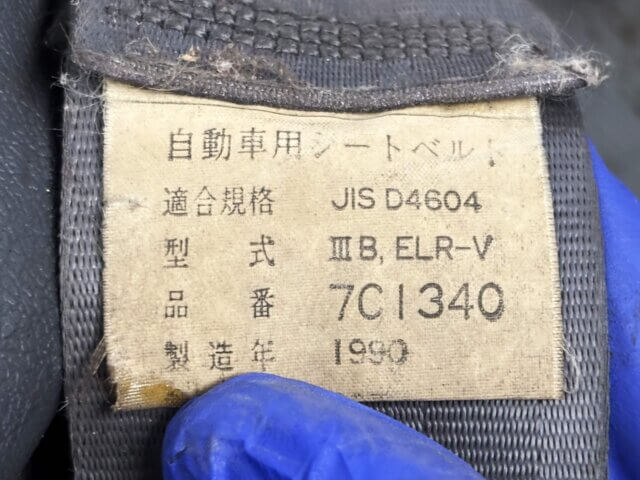 自動車用シートベルト
適合規格 JIS D4604
型式 ⅢB, ELR-V
品番 7C1340
製造年 1990